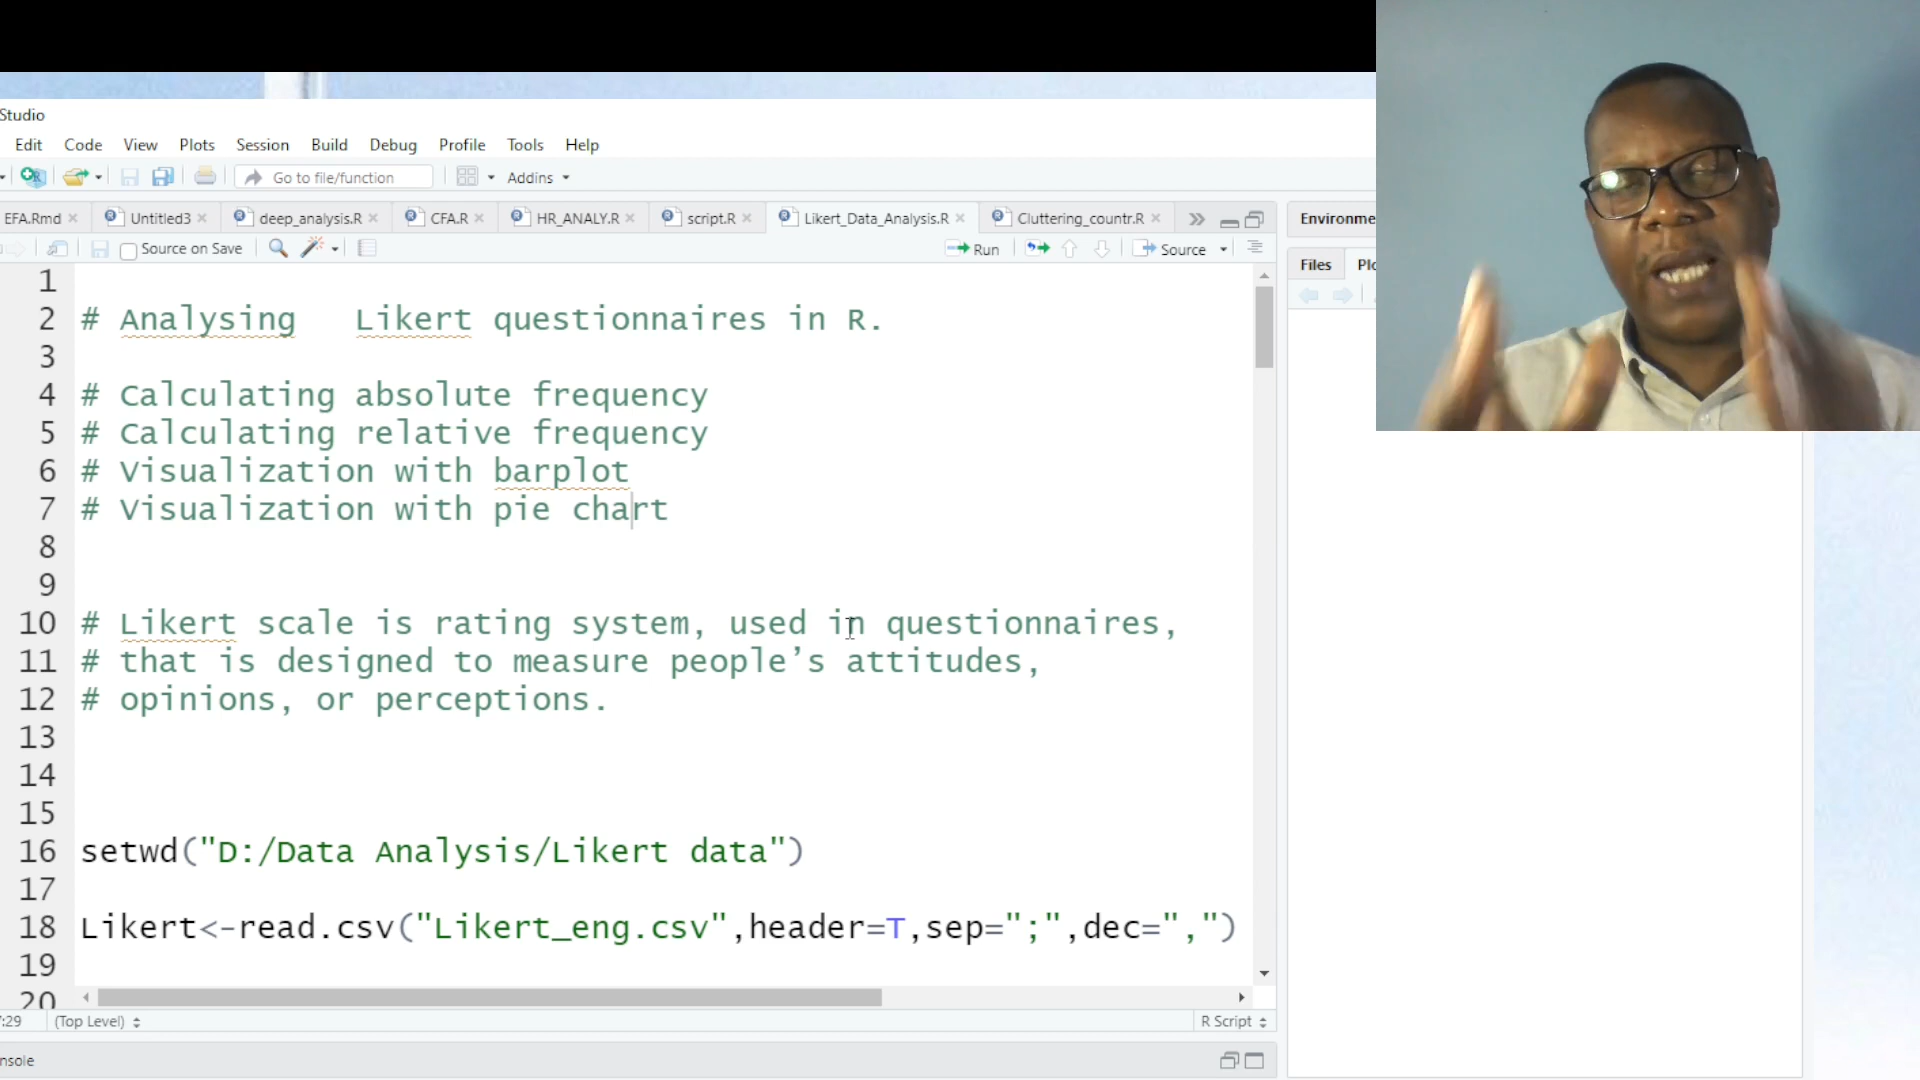 Studio
Edit Code View Plots Session Build Debug Profile Tools Help
Go to file/function Addins
EFA.Rmd Untitled3 deep_analysis.R CFA.R HR_ANALY.R script.R Likert_Data_Analysis.R Cluttering_countr.R Environme
Source on Save Run Source
Files Plo
1
2 # Analysing   Likert questionnaires in R.
3
4 # Calculating absolute frequency
5 # Calculating relative frequency
6 # Visualization with barplot
7 # Visualization with pie chart
8
9
10 # Likert scale is rating system, used in questionnaires,
11 # that is designed to measure people’s attitudes,
12 # opinions, or perceptions.
13
14
15
16 setwd("D:/Data Analysis/Likert data")
17
18 Likert<-read.csv("Likert_eng.csv",header=T,sep=";",dec=",")
19
20
:29 (Top Level) R Script
nsole